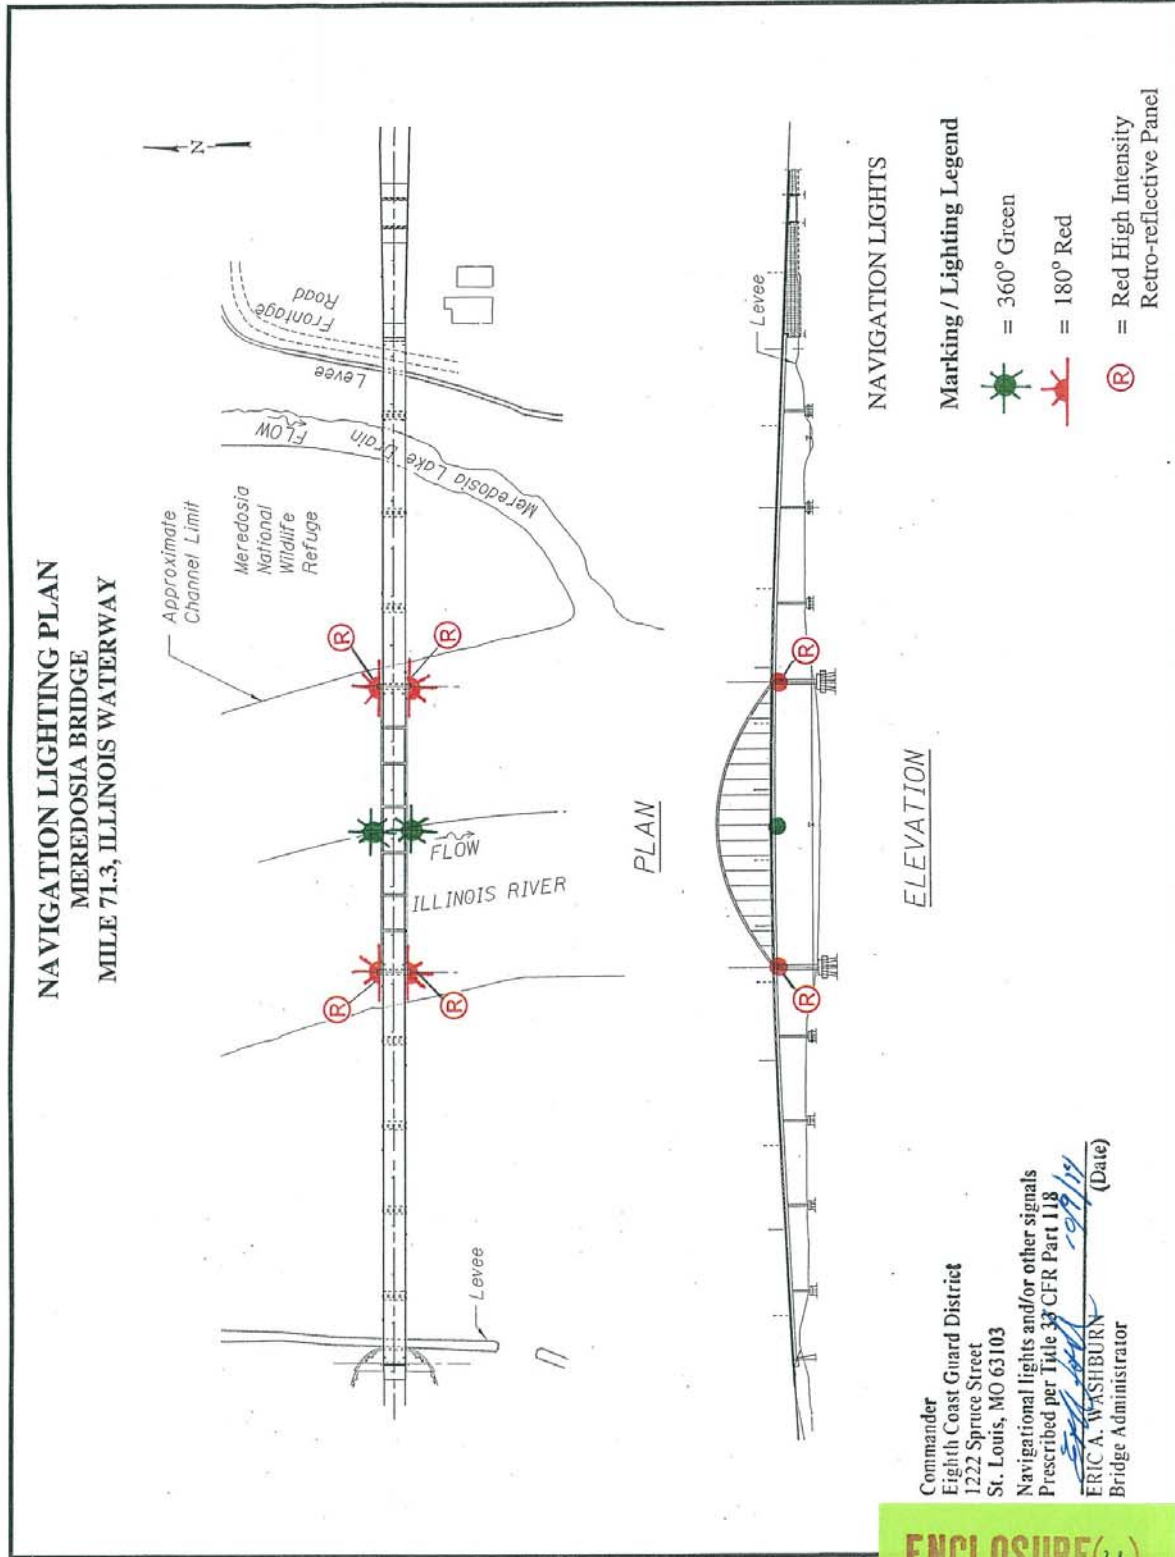 NAVIGATION LIGHTING PLAN
MEREDOSIA BRIDGE
MILE 71.3, ILLINOIS WATERWAY
N
Approximate
Channel Limit
Meredosia
National
Wildlife
Refuge
FLOW
Meredosia Lake Drain
Levee
Frontage
Road
R
R
R
R
FLOW
ILLINOIS RIVER
Levee
PLAN
Levee
R
R
ELEVATION
NAVIGATION LIGHTS
Marking / Lighting Legend
= 360° Green
= 180° Red
R = Red High Intensity
Retro-reflective Panel
Commander
Eighth Coast Guard District
1222 Spruce Street
St. Louis, MO 63103
Navigational lights and/or other signals
Prescribed per Title 33 CFR Part 118
10/9/14
ERIC A. WASHBURN (Date)
Bridge Administrator
ENCLOSURE